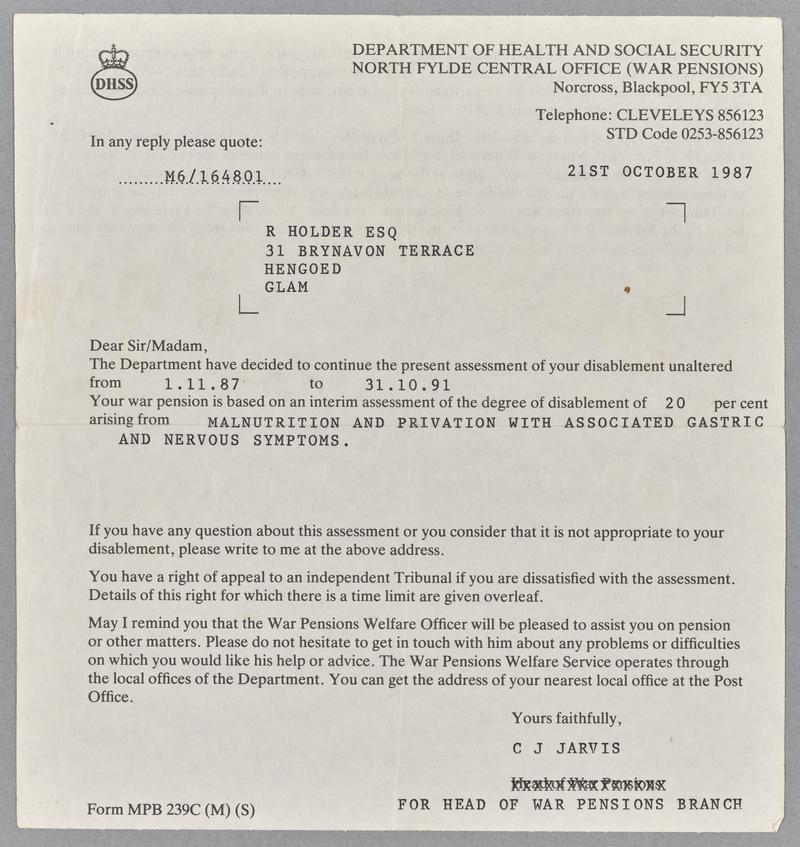 DHSS
DEPARTMENT OF HEALTH AND SOCIAL SECURITY
NORTH FYLDE CENTRAL OFFICE (WAR PENSIONS)
Norcross, Blackpool, FY5 3TA
Telephone: CLEVELEYS 856123
STD Code 0253-856123
In any reply please quote:
M6/164801
21ST OCTOBER 1987
R HOLDER ESQ
31 BRYNAVON TERRACE
HENGOED
GLAM
Dear Sir/Madam,
The Department have decided to continue the present assessment of your disablement unaltered
from 1.11.87 to 31.10.91
Your war pension is based on an interim assessment of the degree of disablement of 20 per cent
arising from MALNUTRITION AND PRIVATION WITH ASSOCIATED GASTRIC
AND NERVOUS SYMPTOMS.
If you have any question about this assessment or you consider that it is not appropriate to your
disablement, please write to me at the above address.
You have a right of appeal to an independent Tribunal if you are dissatisfied with the assessment.
Details of this right for which there is a time limit are given overleaf.
May I remind you that the War Pensions Welfare Officer will be pleased to assist you on pension
or other matters. Please do not hesitate to get in touch with him about any problems or difficulties
on which you would like his help or advice. The War Pensions Welfare Service operates through
the local offices of the Department. You can get the address of your nearest local office at the Post
Office.
Yours faithfully,
C J JARVIS
Head of War Pensions
FOR HEAD OF WAR PENSIONS BRANCH
Form MPB 239C (M) (S)